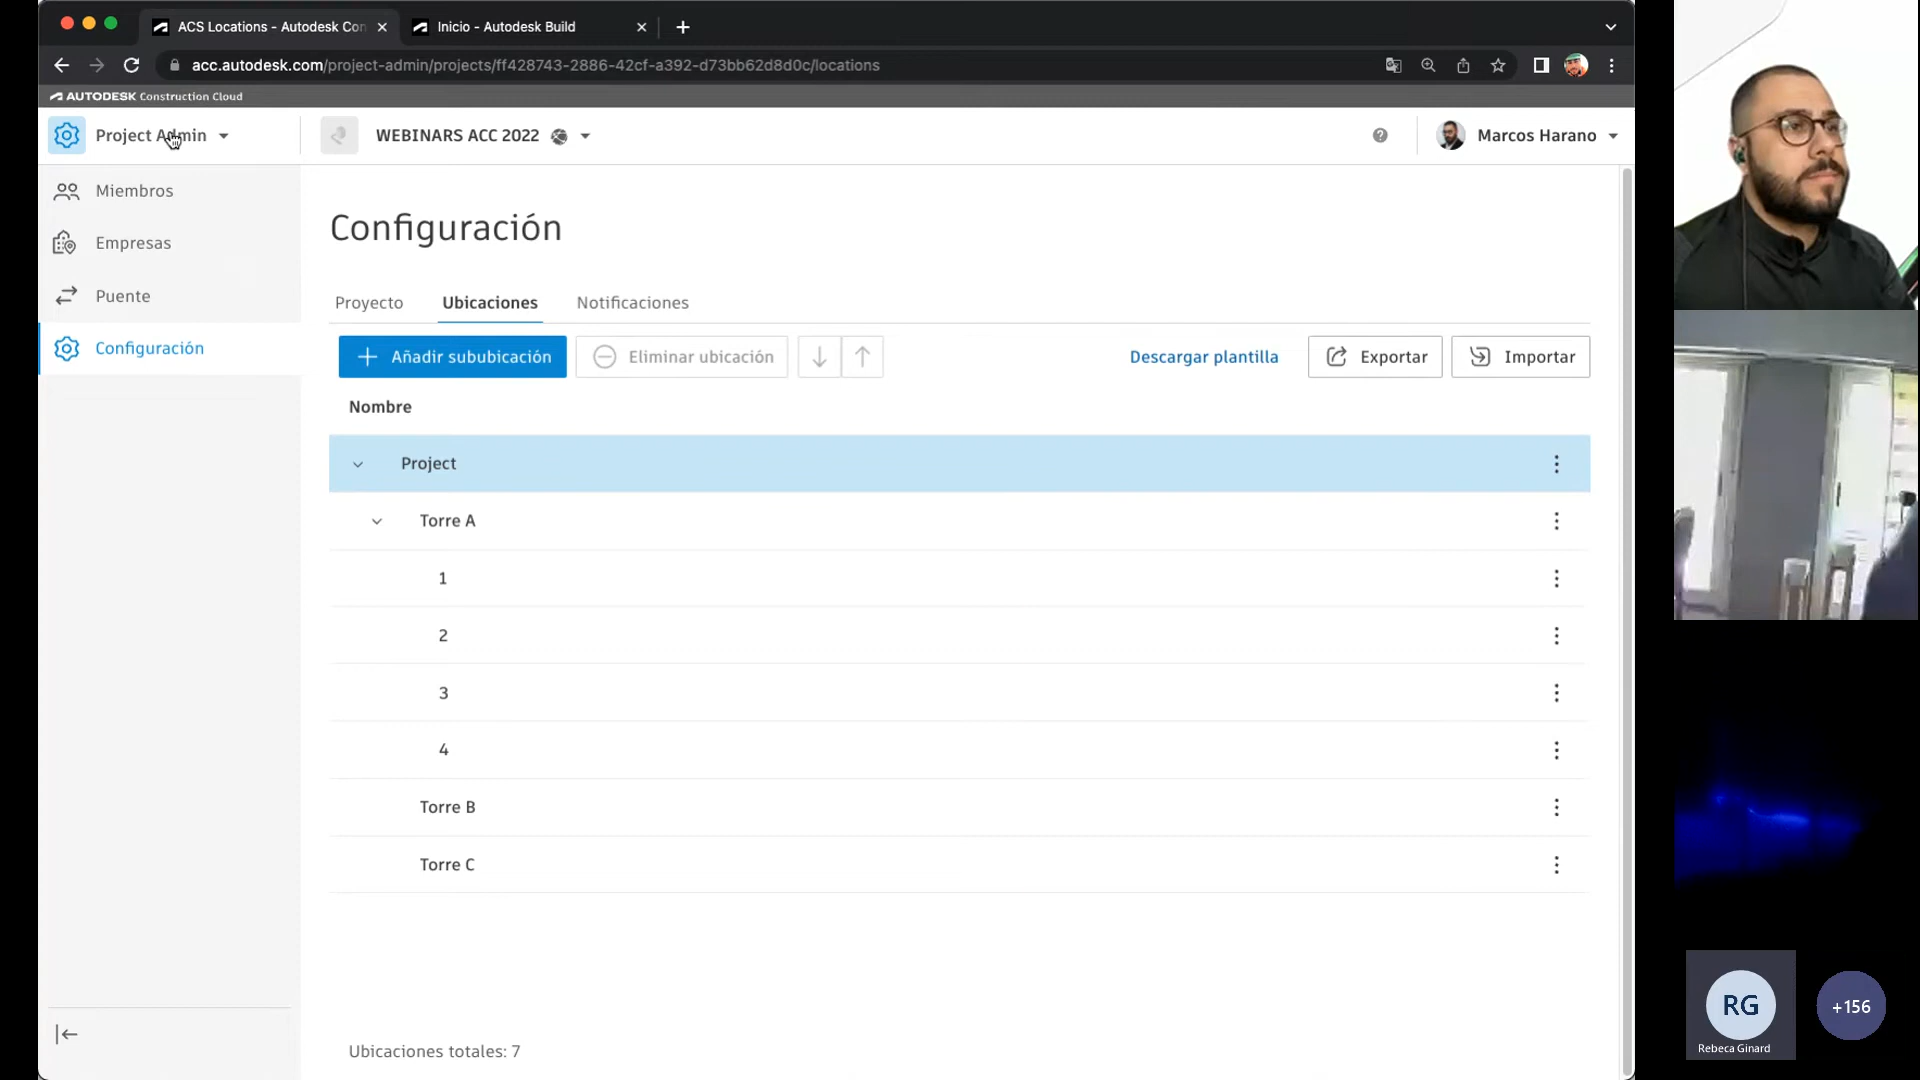 ACS Locations - Autodesk Con
Inicio - Autodesk Build
acc.autodesk.com/project-admin/projects/ff428743-2886-42cf-a392-d73bb62d8d0c/locations
AUTODESK Construction Cloud
Project Admin
WEBINARS ACC 2022
Marcos Harano
Miembros
Empresas
Puente
Configuración
Configuración
Proyecto
Ubicaciones
Notificaciones
Añadir sububicación
Eliminar ubicación
Descargar plantilla
Exportar
Importar
Nombre
Project
Torre A
1
2
3
4
Torre B
Torre C
Ubicaciones totales: 7
RG
Rebeca Ginard
+156